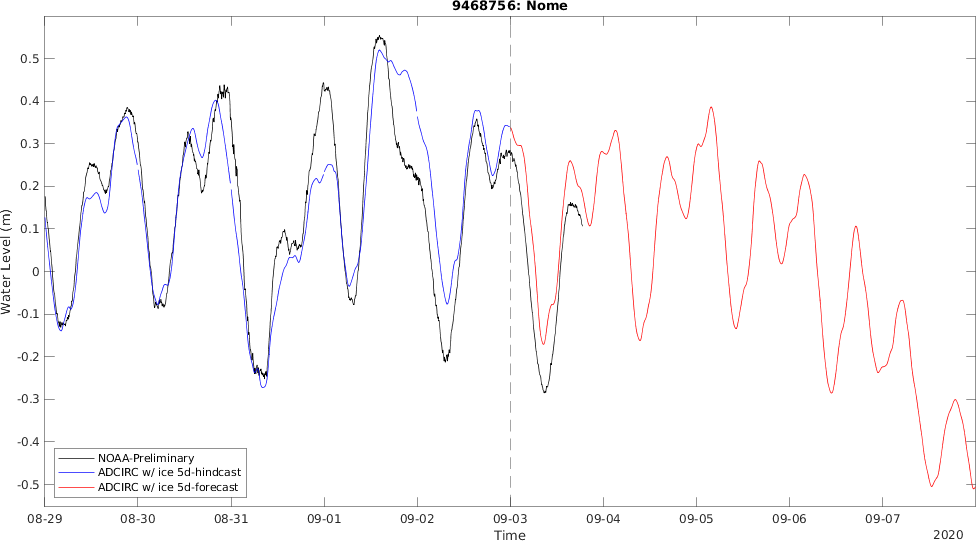 9468756: Nome
0.5
0.4
0.3
0.2
0.1
0
-0.1
-0.2
-0.3
-0.4
-0.5
Water Level (m)
NOAA-Preliminary
ADCIRC w/ ice 5d-hindcast
ADCIRC w/ ice 5d-forecast
08-29 08-30 08-31 09-01 09-02 09-03 09-04 09-05 09-06 09-07
Time
2020